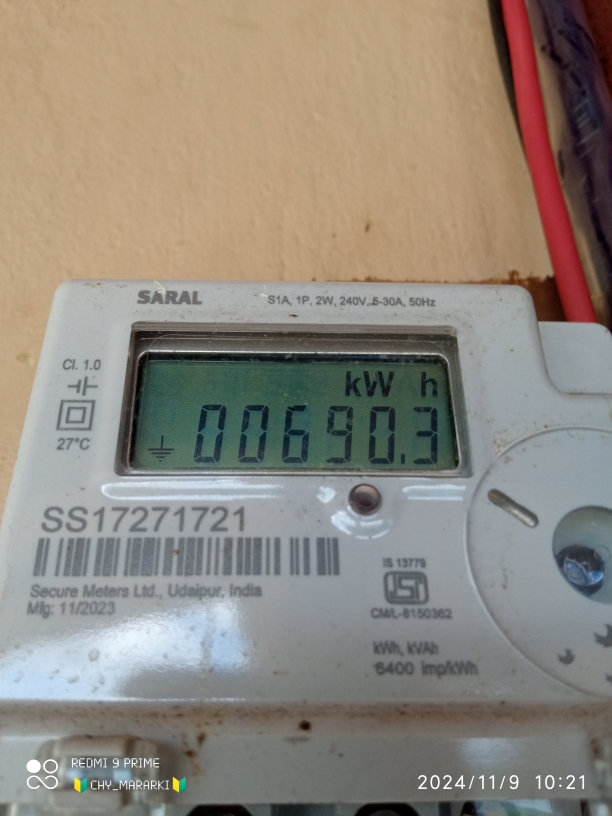 SARAL
S1A, 1P, 2W, 240V, 5-30A, 50Hz
Cl. 1.0
27°C
kW h
00690.3
SS17271721
Secure Meters Ltd., Udaipur, India
Mfg: 11/2023
IS 13779
ISI
CM/L-8150362
kWh, kVAh
6400 imp/kWh
REDMI 9 PRIME
🔰CHY_MARARKI🔰
2024/11/9 10:21